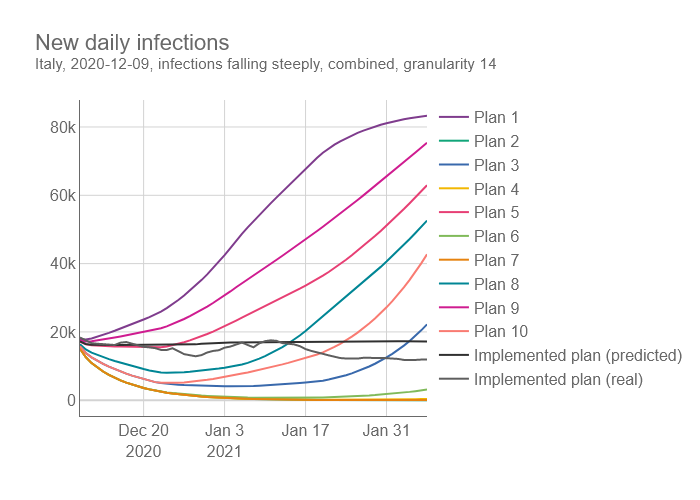 New daily infections
Italy, 2020-12-09, infections falling steeply, combined, granularity 14
80k
60k
40k
20k
0
Dec 20
2020
Jan 3
2021
Jan 17
Jan 31
Plan 1
Plan 2
Plan 3
Plan 4
Plan 5
Plan 6
Plan 7
Plan 8
Plan 9
Plan 10
Implemented plan (predicted)
Implemented plan (real)